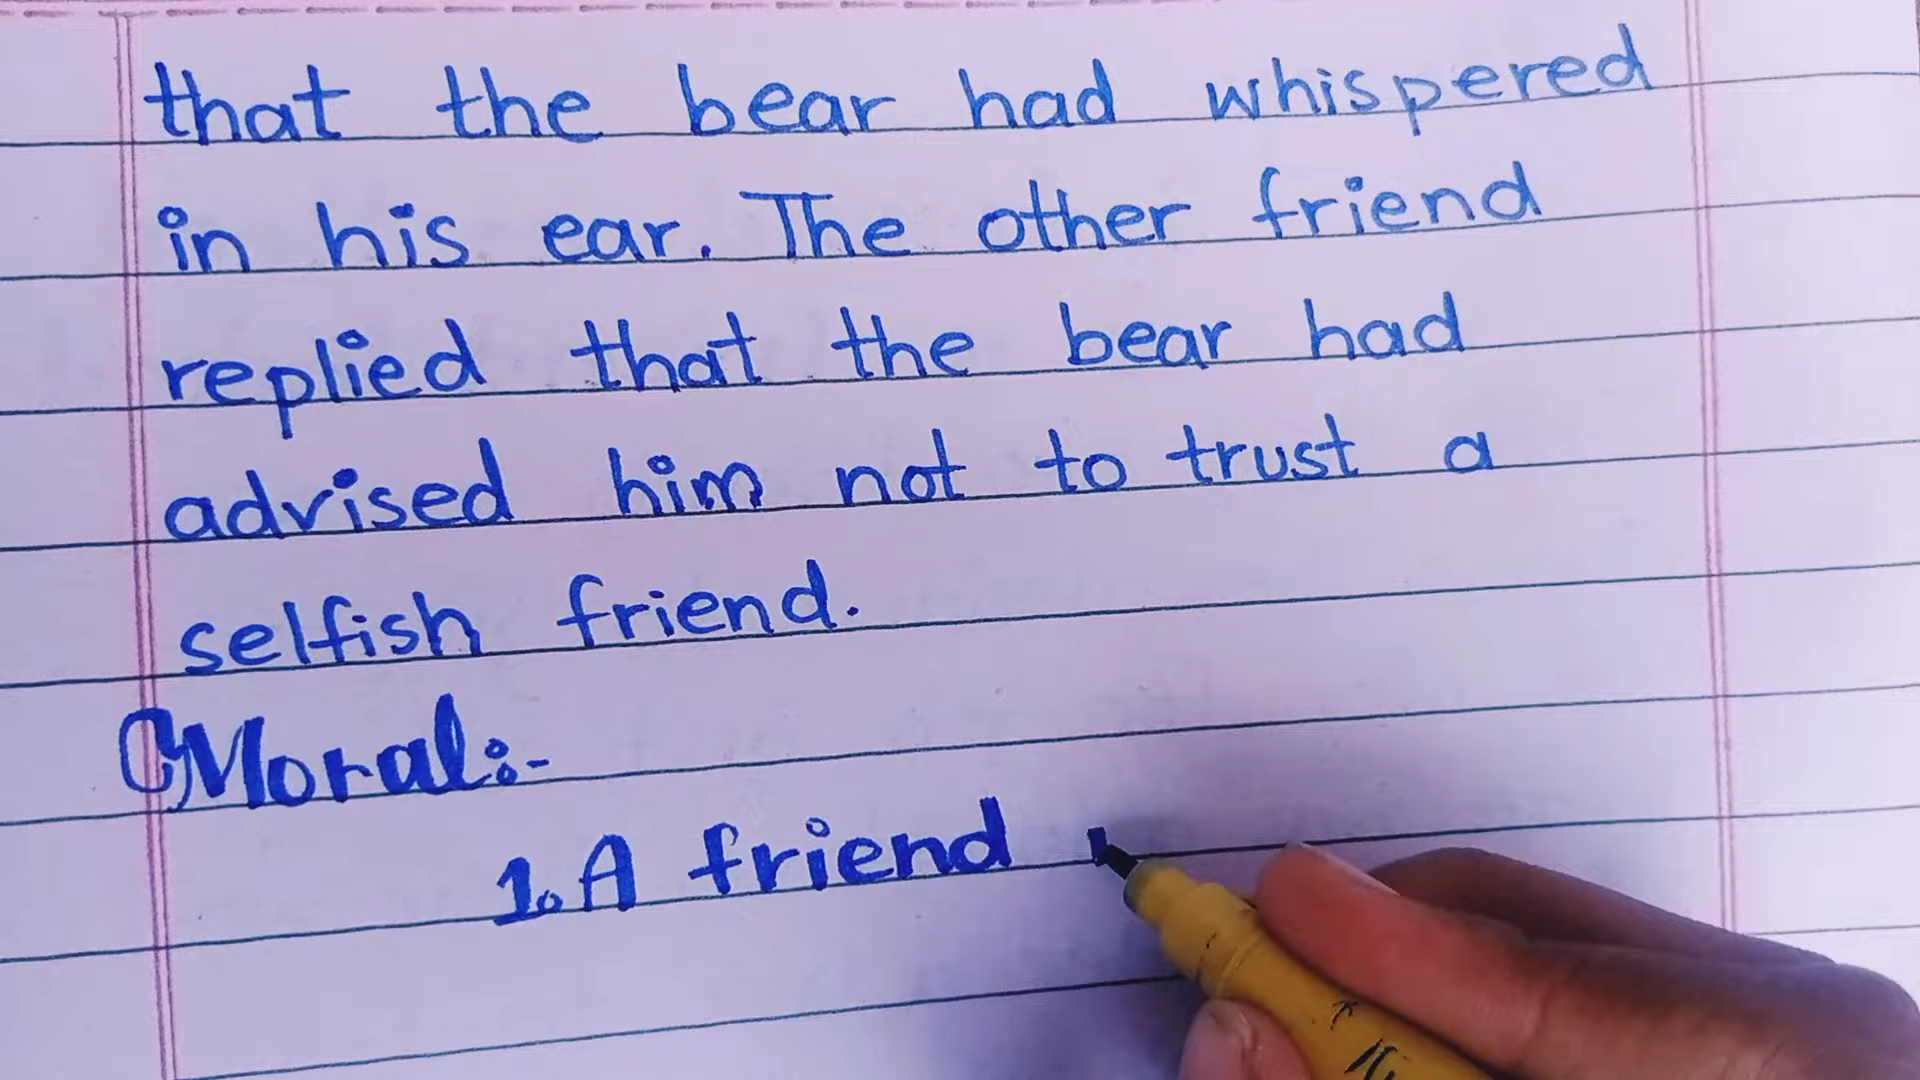 that the bear had whispered
in his ear. The other friend
replied that the bear had
advised him not to trust a
selfish friend.
Moral:-
1. A friend